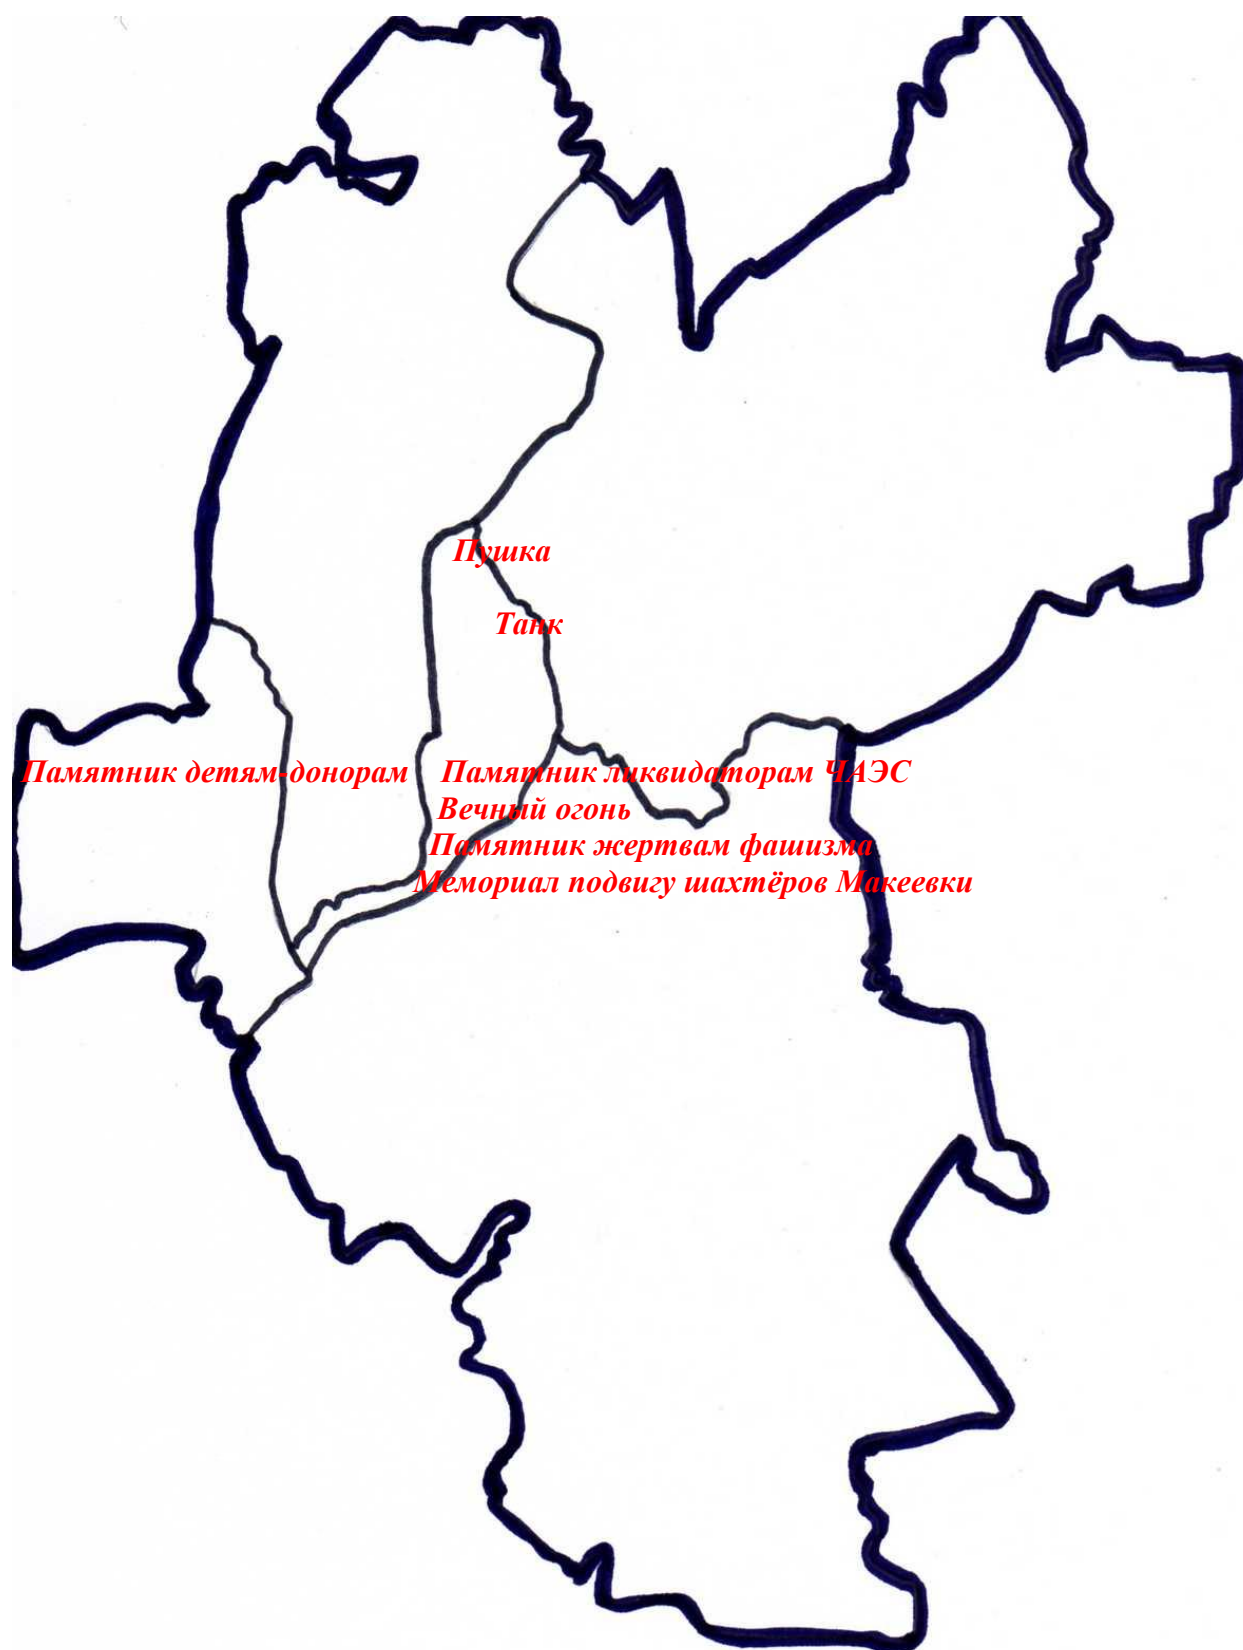 Пушка
Танк
Памятник детям-донорам Памятник ликвидаторам ЧАЭС
Вечный огонь
Памятник жертвам фашизма
Мемориал подвигу шахтёров Макеевки